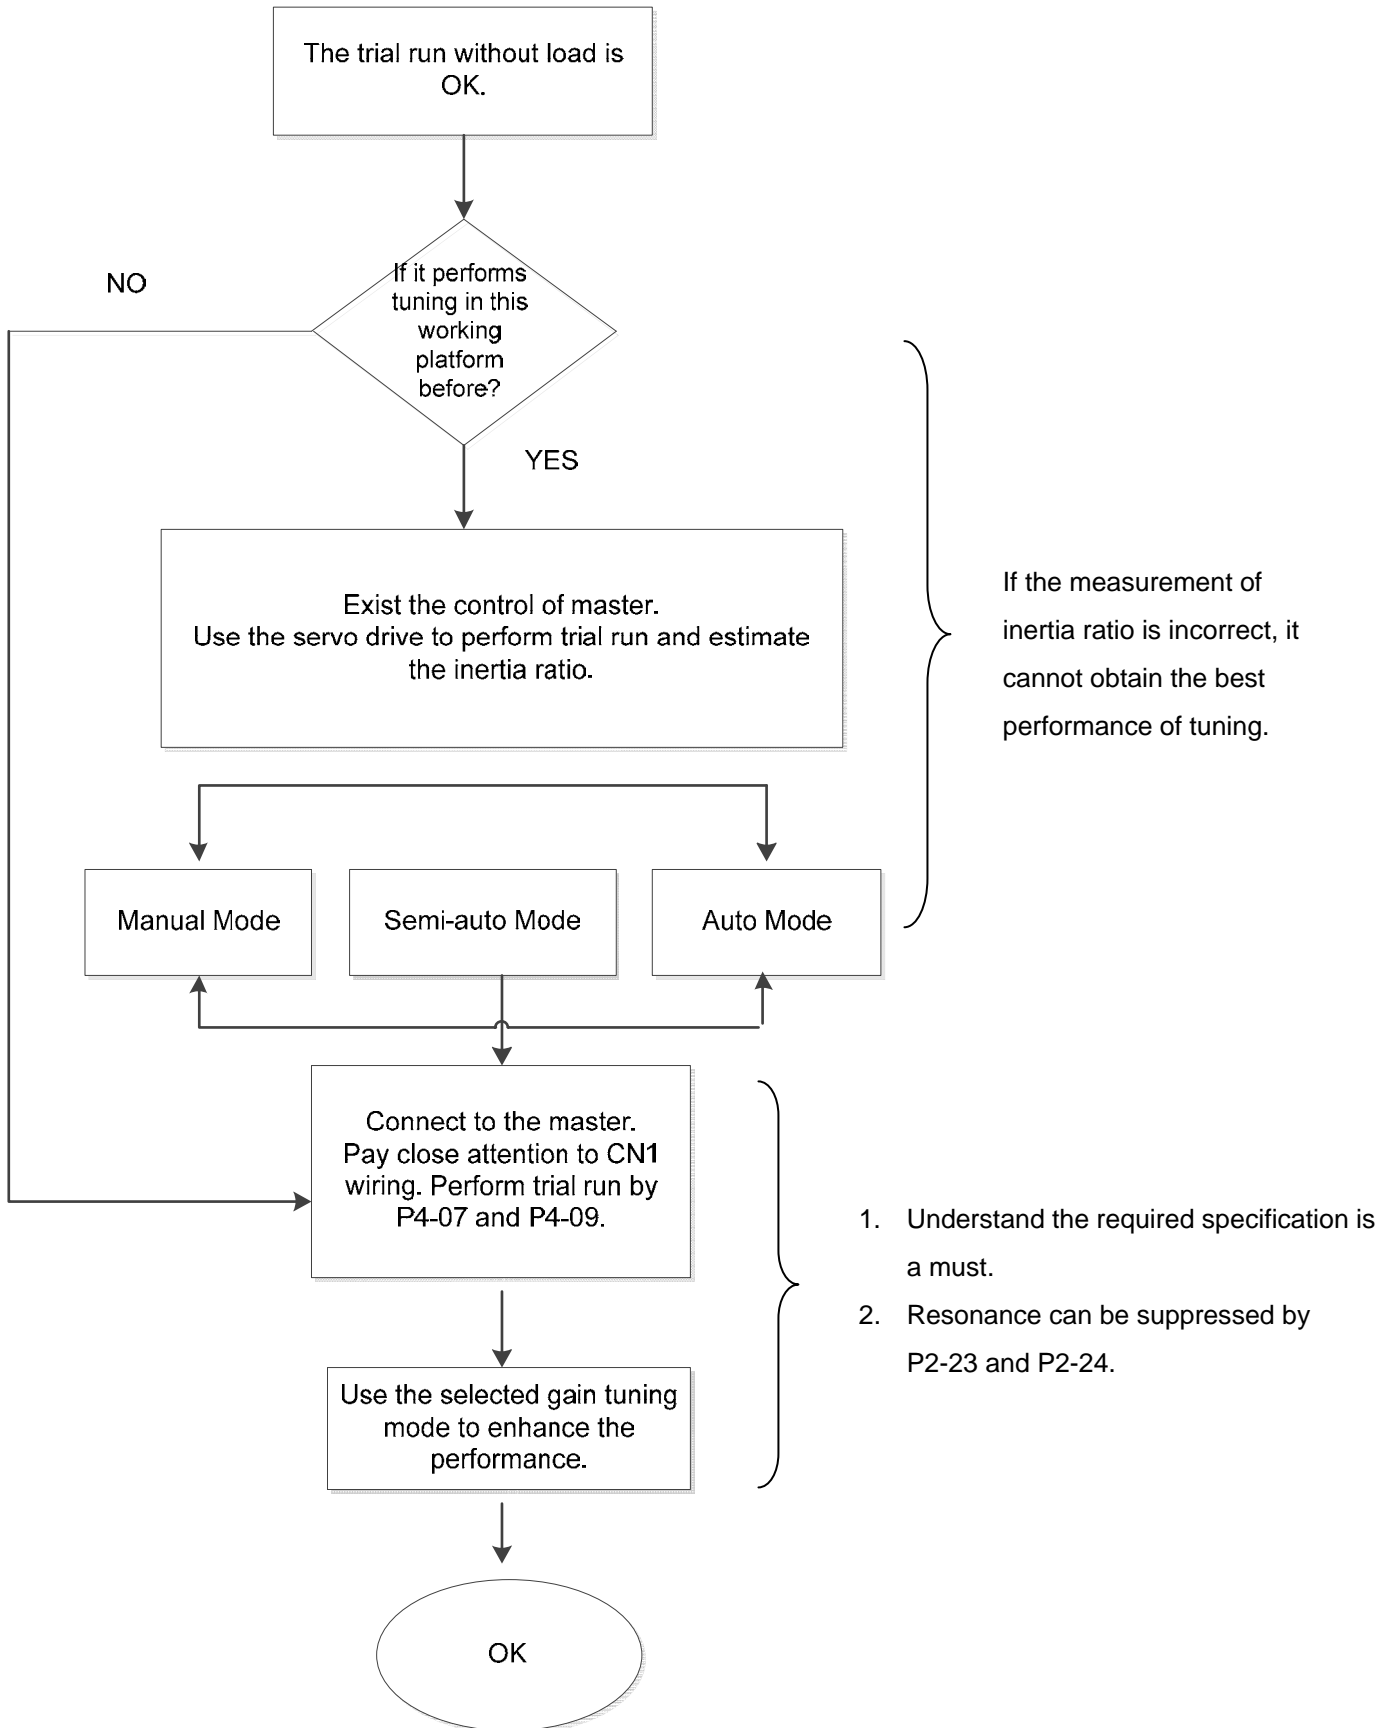 The trial run without load is
OK.
NO
If it performs
tuning in this
working
platform
before?
YES
Exist the control of master.
Use the servo drive to perform trial run and estimate
the inertia ratio.
If the measurement of
inertia ratio is incorrect, it
cannot obtain the best
performance of tuning.
Manual Mode
Semi-auto Mode
Auto Mode
Connect to the master.
Pay close attention to CN1
wiring. Perform trial run by
P4-07 and P4-09.
1. Understand the required specification is
a must.
2. Resonance can be suppressed by
P2-23 and P2-24.
Use the selected gain tuning
mode to enhance the
performance.
OK